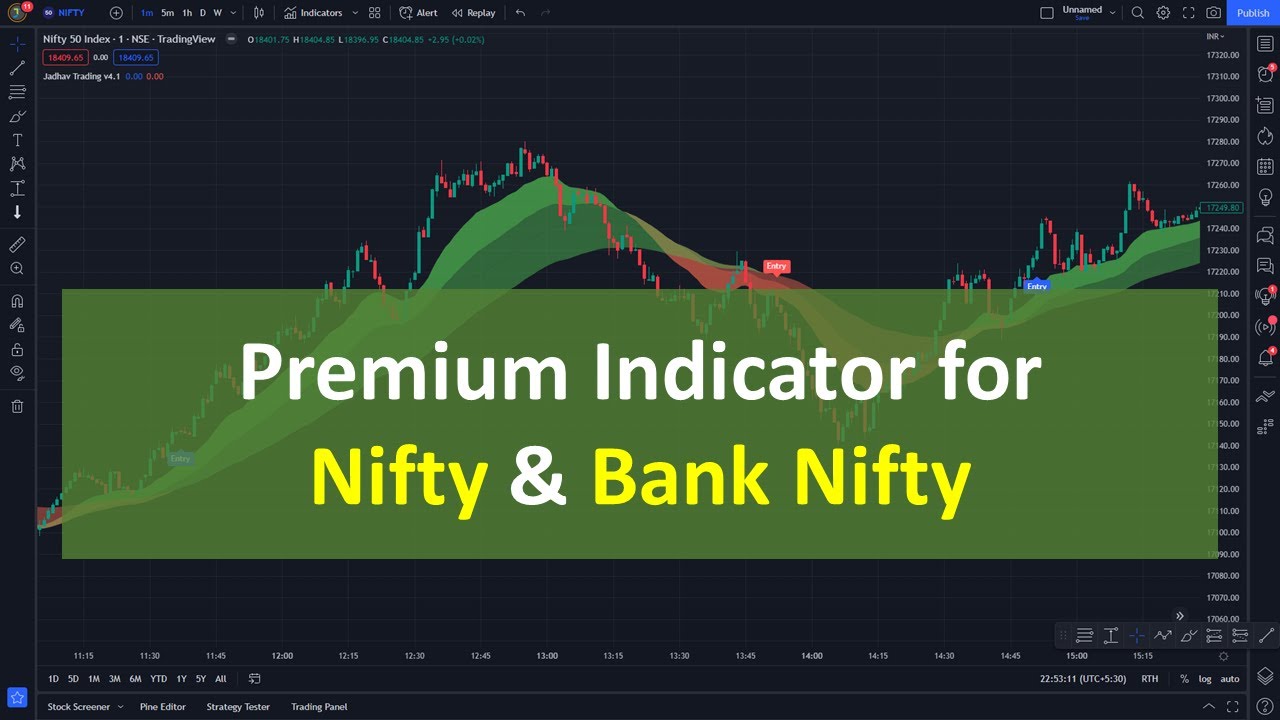 11
50 NIFTY
1m 5m 1h D W
Indicators
Alert
Replay
Unnamed
Save
Publish
Nifty 50 Index · 1 · NSE · TradingView
O18401.75 H18404.85 L18396.95 C18404.85 +2.95 (+0.02%)
INR
18409.65 0.00 18409.65
Jadhav Trading v4.1 0.00 0.00
17320.00
17310.00
17300.00
17290.00
17280.00
17270.00
17260.00
17249.80
17240.00
17230.00
17220.00
17210.00
17200.00
17190.00
17180.00
17160.00
17150.00
17140.00
17130.00
17120.00
17110.00
17100.00
17090.00
17080.00
17070.00
17060.00
Entry
Entry
Entry
Premium Indicator for
Nifty & Bank Nifty
11:15 11:30 11:45 12:00 12:15 12:45 13:00 13:15 13:30 13:45 14:00 14:15 14:30 14:45 15:00 15:15
1D 5D 1M 3M 6M YTD 1Y 5Y All
22:53:11 (UTC+5:30) RTH % log auto
Stock Screener Pine Editor Strategy Tester Trading Panel